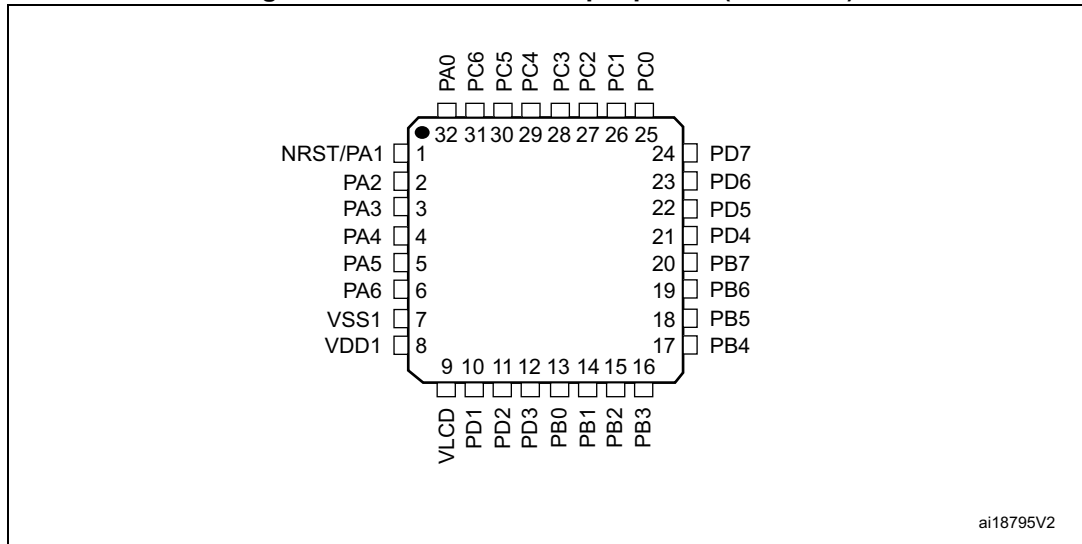 PA0 PC6 PC5 PC4 PC3 PC2 PC1 PC0
32 31 30 29 28 27 26 25
NRST/PA1 1 24 PD7
PA2 2 23 PD6
PA3 3 22 PD5
PA4 4 21 PD4
PA5 5 20 PB7
PA6 6 19 PB6
VSS1 7 18 PB5
VDD1 8 17 PB4
9 10 11 12 13 14 15 16
VLCD PD1 PD2 PD3 PB0 PB1 PB2 PB3
ai18795V2